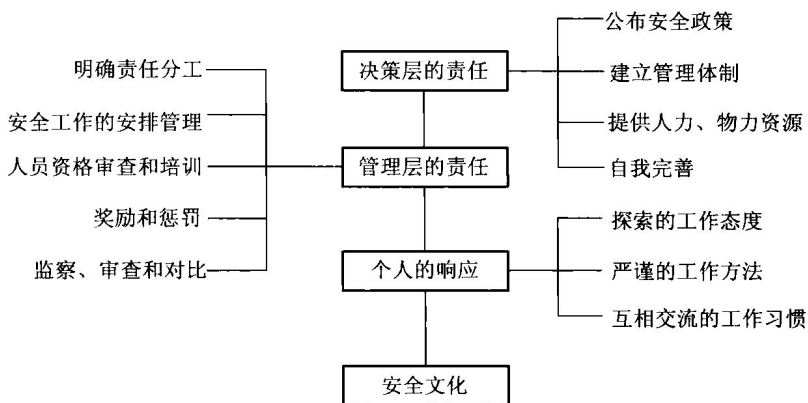 公布安全政策
明确责任分工
决策层的责任
建立管理体制
安全工作的安排管理
提供人力、物力资源
人员资格审查和培训
管理层的责任
自我完善
奖励和惩罚
探索的工作态度
监察、审查和对比
个人的响应
严谨的工作方法
互相交流的工作习惯
安全文化